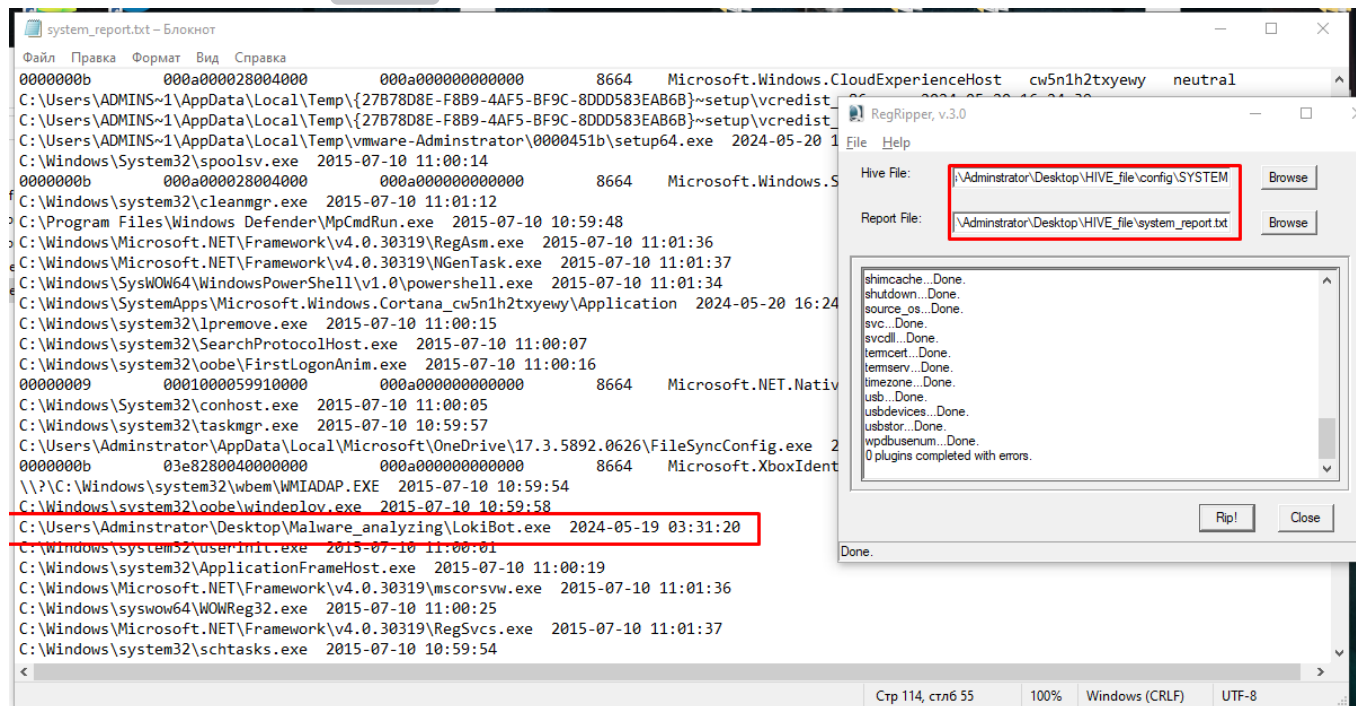 system_report.txt – Блокнот
Файл Правка Формат Вид Справка
0000000b 000a000028004000 000a000000000000 8664 Microsoft.Windows.CloudExperienceHost cw5n1h2txyewy neutral
C:\Users\ADMINS~1\AppData\Local\Temp\{27B78D8E-F8B9-4AF5-BF9C-8DDD583EAB6B}~setup\vcredist_
C:\Users\ADMINS~1\AppData\Local\Temp\{27B78D8E-F8B9-4AF5-BF9C-8DDD583EAB6B}~setup\vcredist_
C:\Users\ADMINS~1\AppData\Local\Temp\vmware-Adminstrator\0000451b\setup64.exe 2024-05-20 1
C:\Windows\System32\spoolsv.exe 2015-07-10 11:00:14
0000000b 000a000028004000 000a000000000000 8664 Microsoft.Windows.S
C:\Windows\system32\cleanmgr.exe 2015-07-10 11:01:12
C:\Program Files\Windows Defender\MpCmdRun.exe 2015-07-10 10:59:48
C:\Windows\Microsoft.NET\Framework\v4.0.30319\RegAsm.exe 2015-07-10 11:01:36
C:\Windows\Microsoft.NET\Framework\v4.0.30319\NGenTask.exe 2015-07-10 11:01:37
C:\Windows\SysWOW64\WindowsPowerShell\v1.0\powershell.exe 2015-07-10 11:01:34
C:\Windows\SystemApps\Microsoft.Windows.Cortana_cw5n1h2txyewy\Application 2024-05-20 16:24
C:\Windows\system32\lpremove.exe 2015-07-10 11:00:15
C:\Windows\system32\SearchProtocolHost.exe 2015-07-10 11:00:07
C:\Windows\system32\oobe\FirstLogonAnim.exe 2015-07-10 11:00:16
00000009 0001000059910000 000a000000000000 8664 Microsoft.NET.Nativ
C:\Windows\System32\conhost.exe 2015-07-10 11:00:05
C:\Windows\system32\taskmgr.exe 2015-07-10 10:59:57
C:\Users\Adminstrator\AppData\Local\Microsoft\OneDrive\17.3.5892.0626\FileSyncConfig.exe 2
0000000b 03e8280040000000 000a000000000000 8664 Microsoft.XboxIdent
\\?\C:\Windows\system32\wbem\WMIADAP.EXE 2015-07-10 10:59:54
C:\Windows\system32\oobe\windeploy.exe 2015-07-10 10:59:58
C:\Users\Adminstrator\Desktop\Malware_analyzing\LokiBot.exe 2024-05-19 03:31:20
C:\Windows\system32\userinit.exe 2015-07-10 11:00:01
C:\Windows\system32\ApplicationFrameHost.exe 2015-07-10 11:00:19
C:\Windows\Microsoft.NET\Framework\v4.0.30319\mscorsvw.exe 2015-07-10 11:01:36
C:\Windows\syswow64\WOWReg32.exe 2015-07-10 11:00:25
C:\Windows\Microsoft.NET\Framework\v4.0.30319\RegSvcs.exe 2015-07-10 11:01:37
C:\Windows\system32\schtasks.exe 2015-07-10 10:59:54
Стр 114, стлб 55 100% Windows (CRLF) UTF-8
RegRipper, v.3.0
File Help
Hive File: \Adminstrator\Desktop\HIVE_file\config\SYSTEM Browse
Report File: \Adminstrator\Desktop\HIVE_file\system_report.txt Browse
shimcache...Done.
shutdown...Done.
source_os...Done.
svc...Done.
svcdll...Done.
termcert...Done.
termserv...Done.
timezone...Done.
usb...Done.
usbdevices...Done.
usbstor...Done.
wpdbusenum...Done.
0 plugins completed with errors.
Rip! Close
Done.